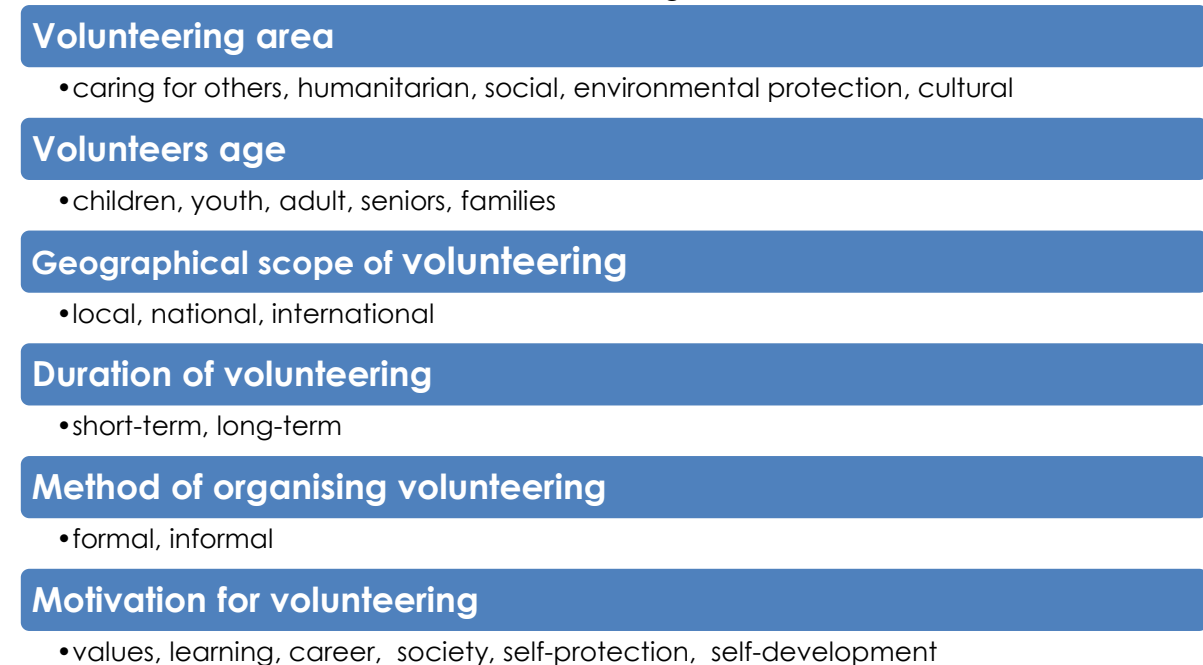 Volunteering area
•caring for others, humanitarian, social, environmental protection, cultural
Volunteers age
•children, youth, adult, seniors, families
Geographical scope of volunteering
•local, national, international
Duration of volunteering
•short-term, long-term
Method of organising volunteering
•formal, informal
Motivation for volunteering
•values, learning, career, society, self-protection, self-development